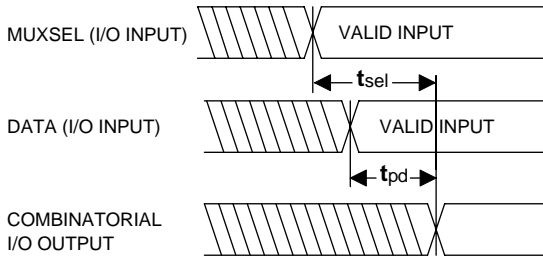 MUXSEL (I/O INPUT)
VALID INPUT
tsel
DATA (I/O INPUT)
VALID INPUT
tpd
COMBINATORIAL
I/O OUTPUT